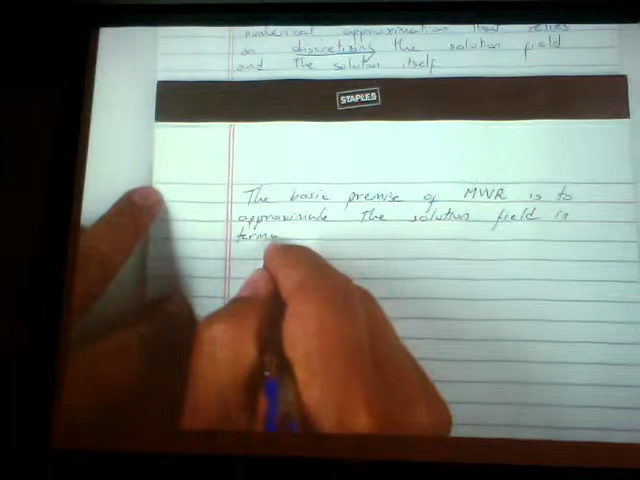 numerical approximation that relies
on discretizing the solution field
and the solution itself
STAPLES
The basic premise of MWR is to
approximate the solution field in
terms